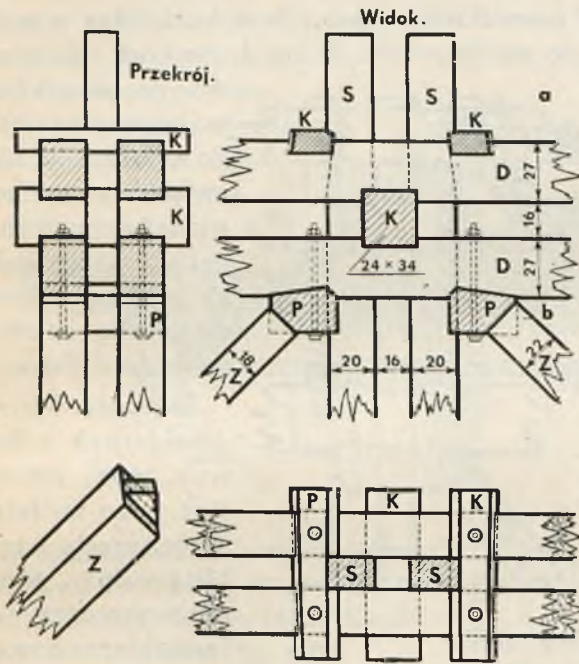 Widok.
Przekrój.
S S
K K
K
a
D
27
K
K
16
24 × 34
D
27
P
P P
b
Z
18
22
Z
20 16 20
Z
P K K
S S